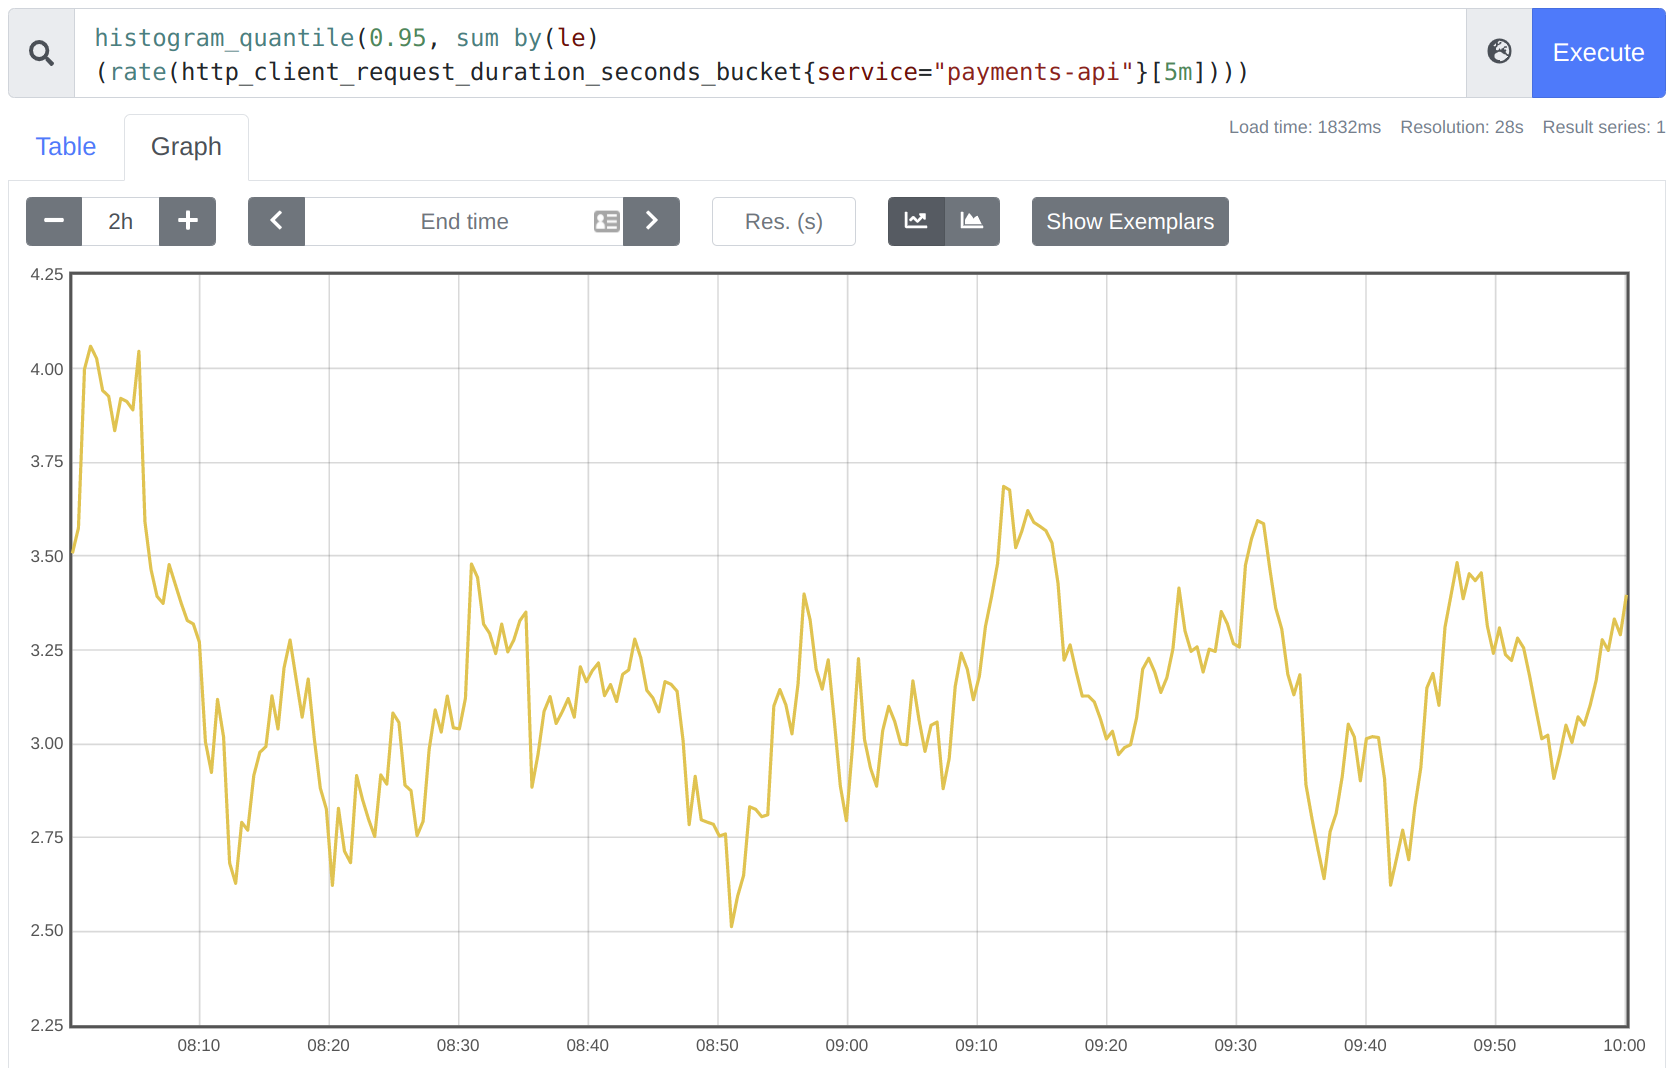 histogram_quantile(0.95, sum by(le)
(rate(http_client_request_duration_seconds_bucket{service="payments-api"}[5m])))
Execute
Load time: 1832ms Resolution: 28s Result series: 1
Table Graph
2h End time Res. (s) Show Exemplars
4.25
4.00
3.75
3.50
3.25
3.00
2.75
2.50
2.25
08:10 08:20 08:30 08:40 08:50 09:00 09:10 09:20 09:30 09:40 09:50 10:00